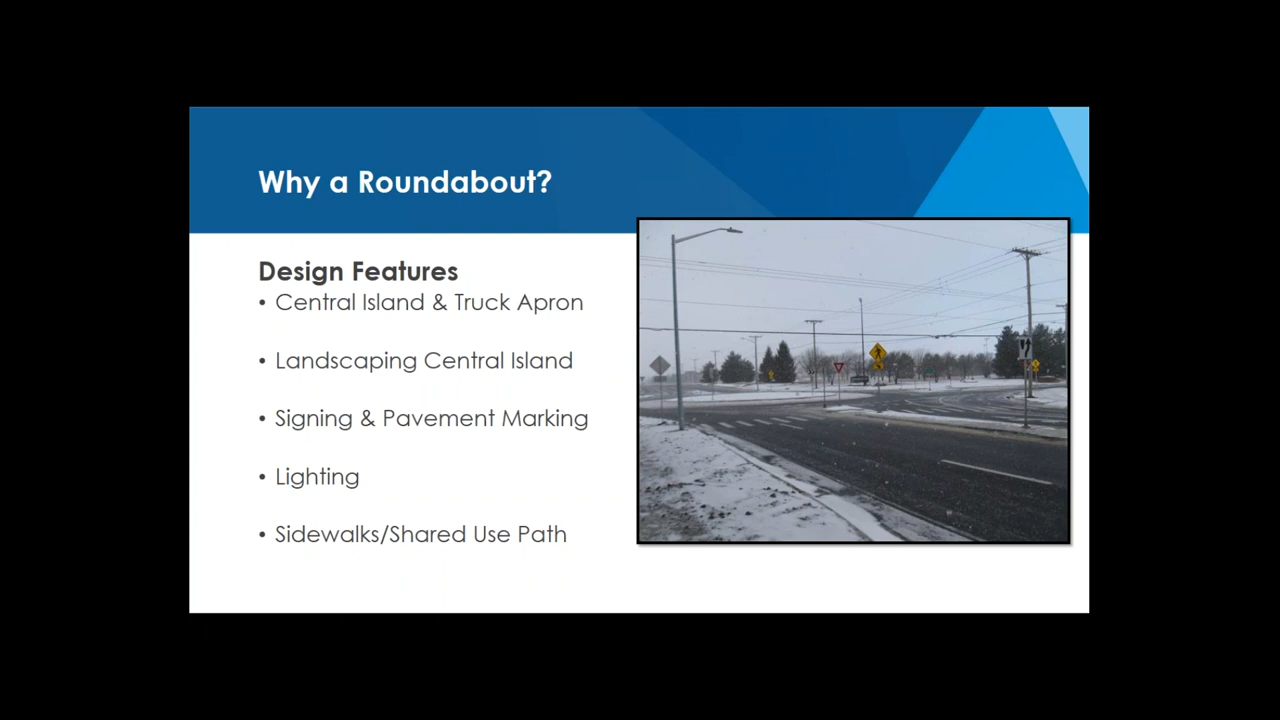 Why a Roundabout?
Design Features
• Central Island & Truck Apron
• Landscaping Central Island
• Signing & Pavement Marking
• Lighting
• Sidewalks/Shared Use Path